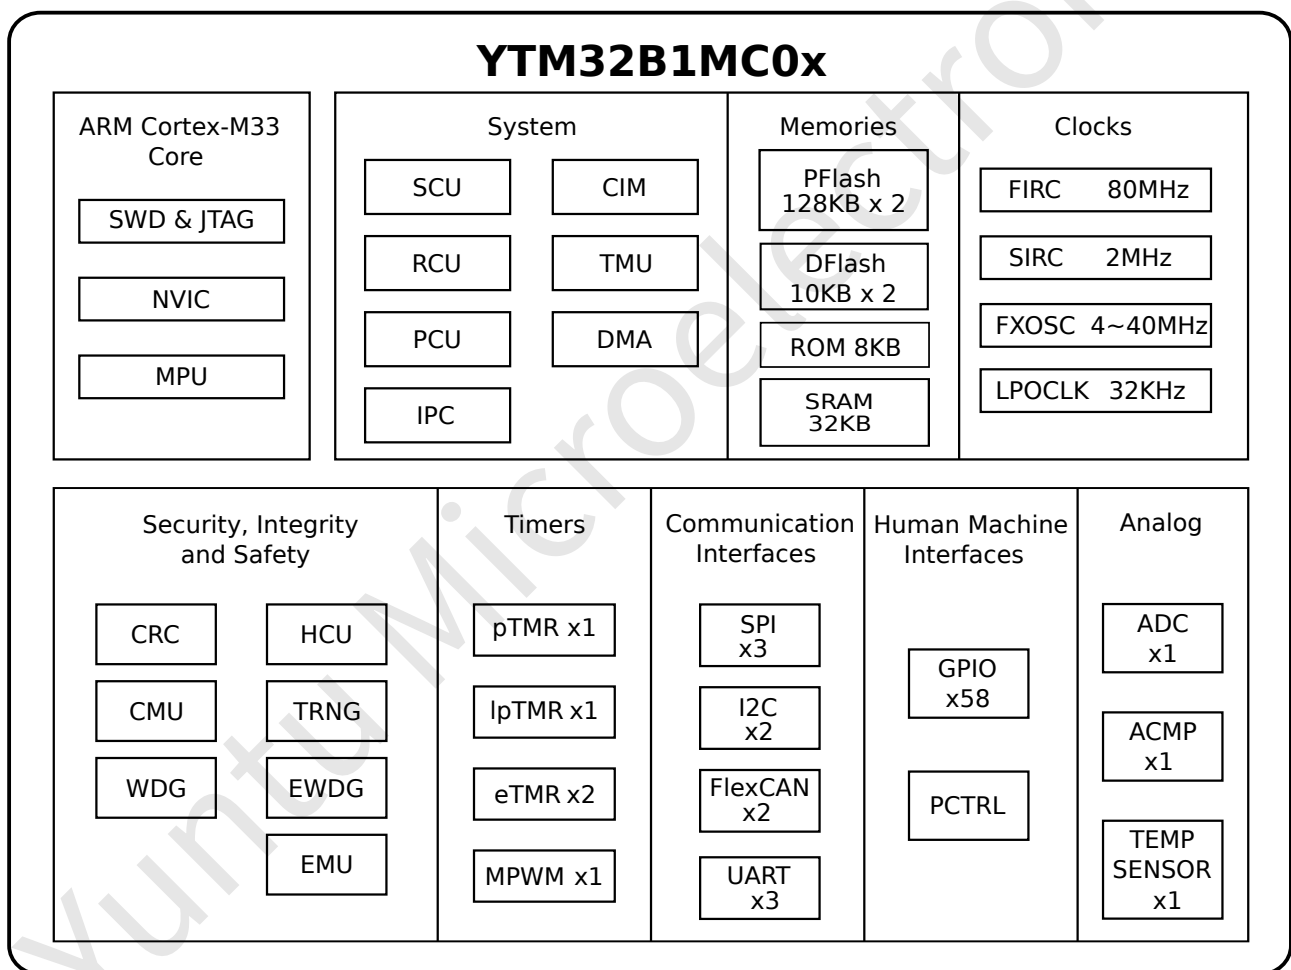 YTM32B1MC0x
ARM Cortex-M33
Core
SWD & JTAG
NVIC
MPU
System
SCU
CIM
RCU
TMU
PCU
DMA
IPC
Memories
PFlash
128KB x 2
DFlash
10KB x 2
ROM 8KB
SRAM
32KB
Clocks
FIRC 80MHz
SIRC 2MHz
FXOSC 4~40MHz
LPOCLK 32KHz
Security, Integrity
and Safety
CRC
HCU
CMU
TRNG
WDG
EWDG
EMU
Timers
pTMR x1
lpTMR x1
eTMR x2
MPWM x1
Communication
Interfaces
SPI
x3
I2C
x2
FlexCAN
x2
UART
x3
Human Machine
Interfaces
GPIO
x58
PCTRL
Analog
ADC
x1
ACMP
x1
TEMP
SENSOR
x1
Yuntu Microelectro